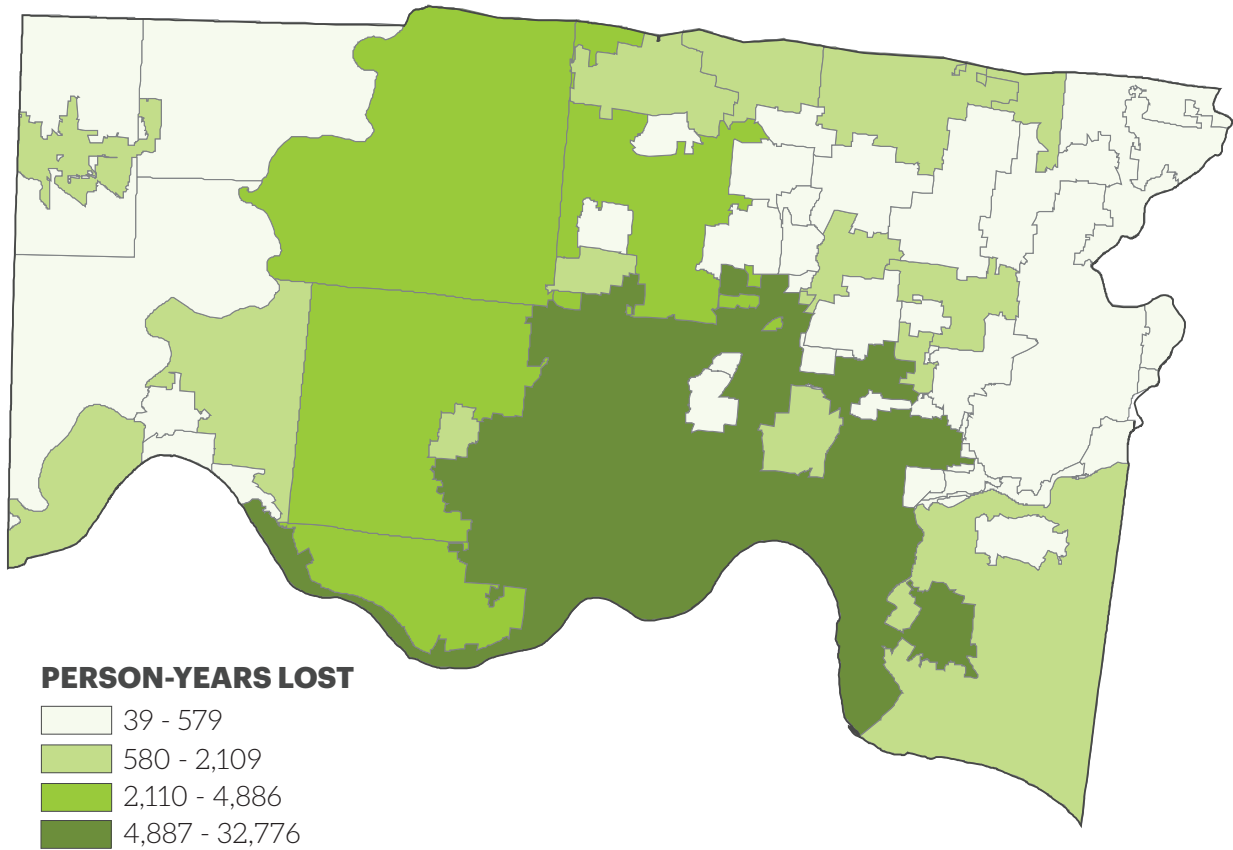 PERSON-YEARS LOST
39 - 579
580 - 2,109
2,110 - 4,886
4,887 - 32,776